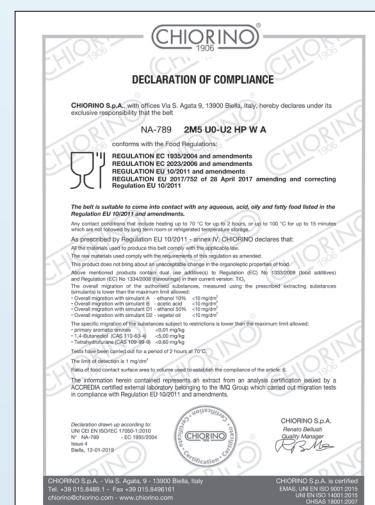 CHIORINO®
1906
DECLARATION OF COMPLIANCE
CHIORINO S.p.A., with offices Via S. Agata 9, 13900 Biella, Italy, hereby declares under its
exclusive responsibility that the belt
NA-789 2M5 U0-U2 HP W A
conforms with the Food Regulations:
REGULATION EC 1935/2004 and amendments
REGULATION EC 2023/2006 and amendments
REGULATION EU 10/2011 and amendments
REGULATION EU 2017/752 of 28 April 2017 amending and correcting
Regulation EU 10/2011
The belt is suitable to come into contact with any aqueous, acid, oily and fatty food listed in the
Regulation EU 10/2011 and amendments.
Any contact conditions that include heating up to 70 °C for up to 2 hours, or up to 100 °C for up to 15 minutes
which are not followed by long term room or refrigerated temperature storage.
As prescribed by Regulation EU 10/2011 - annex IV, CHIORINO declares that:
All the materials used to produce this belt comply with the applicable law.
The raw materials used comply with the requirements of this regulation as amended.
This product does not bring about an unacceptable change in the organoleptic properties of food.
Above mentioned products contain dual use additive(s) to Regulation (EC) No 1333/2008 (food additives)
and Regulation (EC) No 1334/2008 (flavourings) in their current version: TiO₂
The overall migration of the authorised substances, measured using the prescribed extracting substances
(simulants) is lower than the maximum limit allowed:
• Overall migration with simulant A - ethanol 10% <10 mg/dm²
• Overall migration with simulant B - acetic acid <10 mg/dm²
• Overall migration with simulant D1 - ethanol 50% <10 mg/dm²
• Overall migration with simulant D2 - vegetal oil <10 mg/dm²
The specific migration of the substances subject to restrictions is lower than the maximum limit allowed:
• primary aromatic amines <0,01 mg/kg
• 1,4-Butanediol (CAS 110-63-4) <5,00 mg/kg
• Tetrahydrofurane (CAS 109-99-9) <0,60 mg/kg
Tests have been carried out for a period of 2 hours at 70°C.
The limit of detection is 1 mg/dm²
Ratio of food contact surface area to volume used to establish the compliance of the article: 6.
The information herein contained represents an extract from an analysis certification issued by a
ACCREDIA certified external laboratory belonging to the IMQ Group which carried out migration tests
in compliance with Regulation EU 10/2011 and amendments.
Declaration drawn up according to:
UNI CEI EN ISO/IEC 17050-1:2010
N° NA-789 - EC 1935/2004
Issue 4
Biella, 12-01-2019
CHIORINO
Certification
CHIORINO S.p.A.
Renato Belluati
Quality Manager
CHIORINO S.p.A. - Via S. Agata, 9 - 13900 Biella, Italy
Tel. +39 015.8489.1 - Fax +39 015.8496161
chiorino@chiorino.com - www.chiorino.com
CHIORINO S.p.A. is certified
EMAS, UNI EN ISO 9001:2015
UNI EN ISO 14001:2015
OHSAS 18001:2007